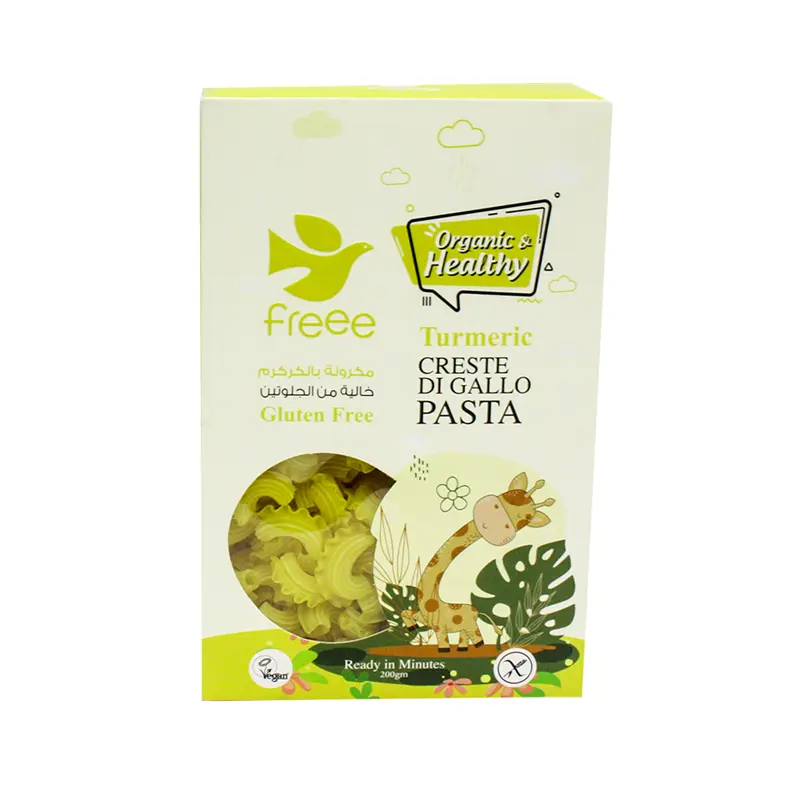 freee
مكرونة بالكركرم
خالية من الجلوتين
Gluten Free
Organic &
Healthy
Turmeric
CRESTE
DI GALLO
PASTA
Vegan
Ready in Minutes
200gm